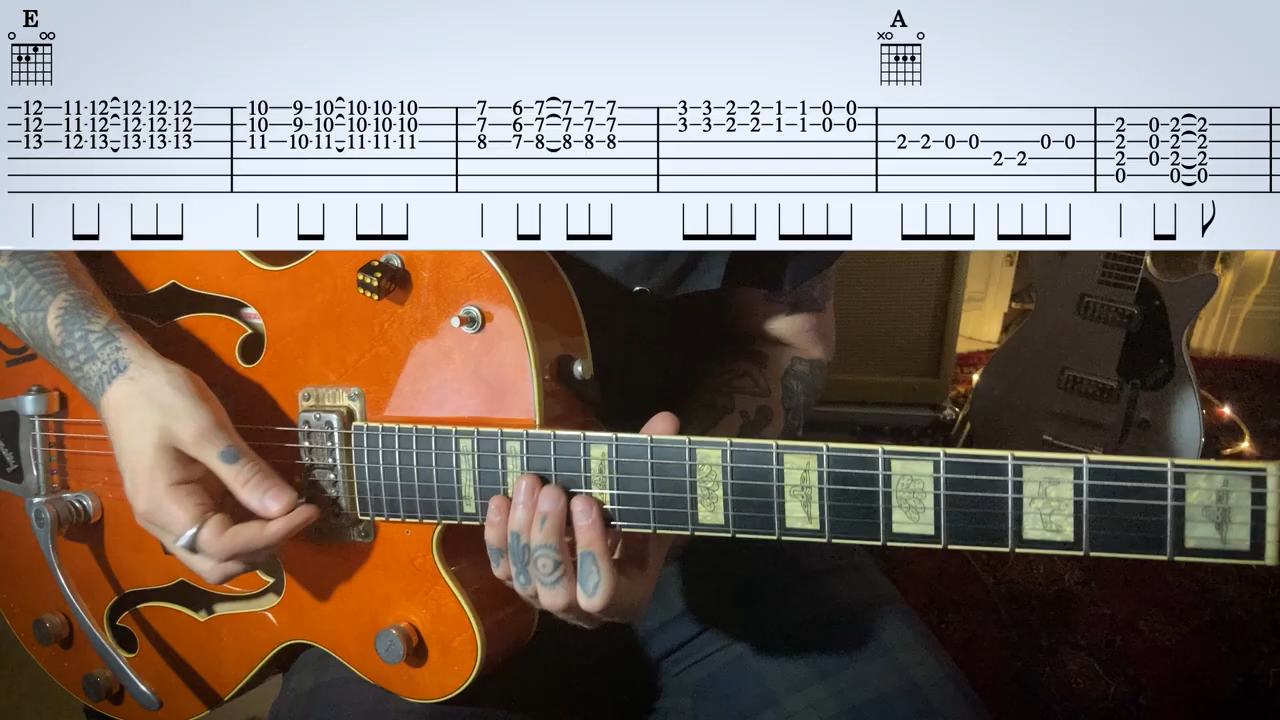 E A
12 11 12 12 12 12 10 9 10 10 10 10 7 6 7 7 7 7 3 3 2 2 1 1 0 0
12 11 12 12 12 12 10 9 10 10 10 10 7 6 7 7 7 7 3 3 2 2 1 1 0 0 2 0 2 2
13 12 13 13 13 13 11 10 11 11 11 11 8 7 8 8 8 8 2 2 0 0 0 0 2 0 2 2
2 2 2 0 2 2
0 0 0